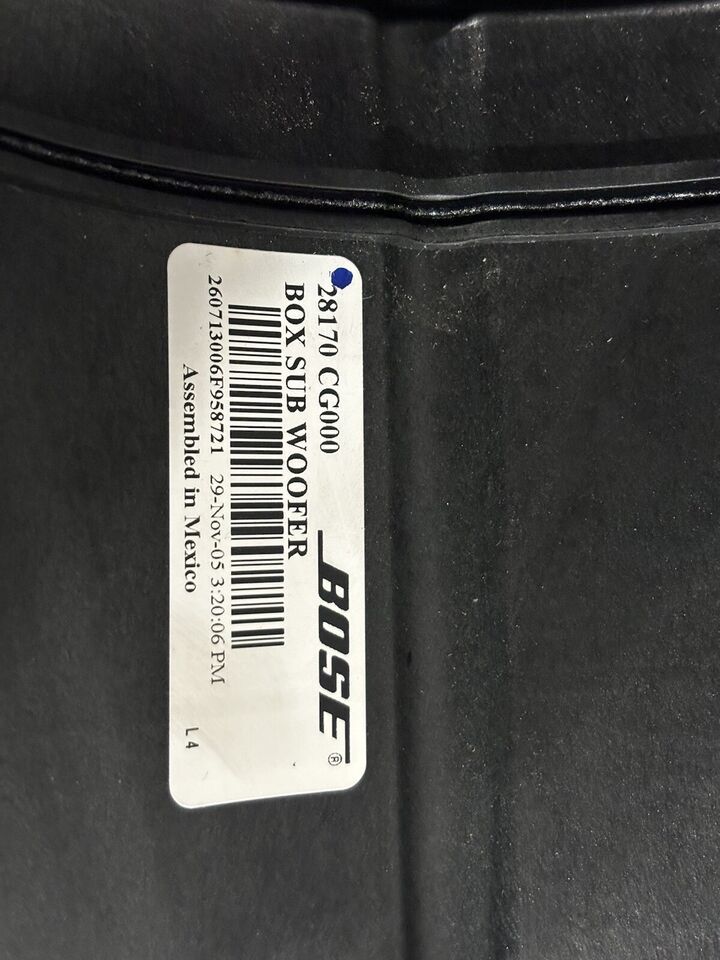 28170 CG000
BOSE®
BOX SUB WOOFER
260713006F958721 29-Nov-05 3:20:06 PM
Assembled in Mexico
L4